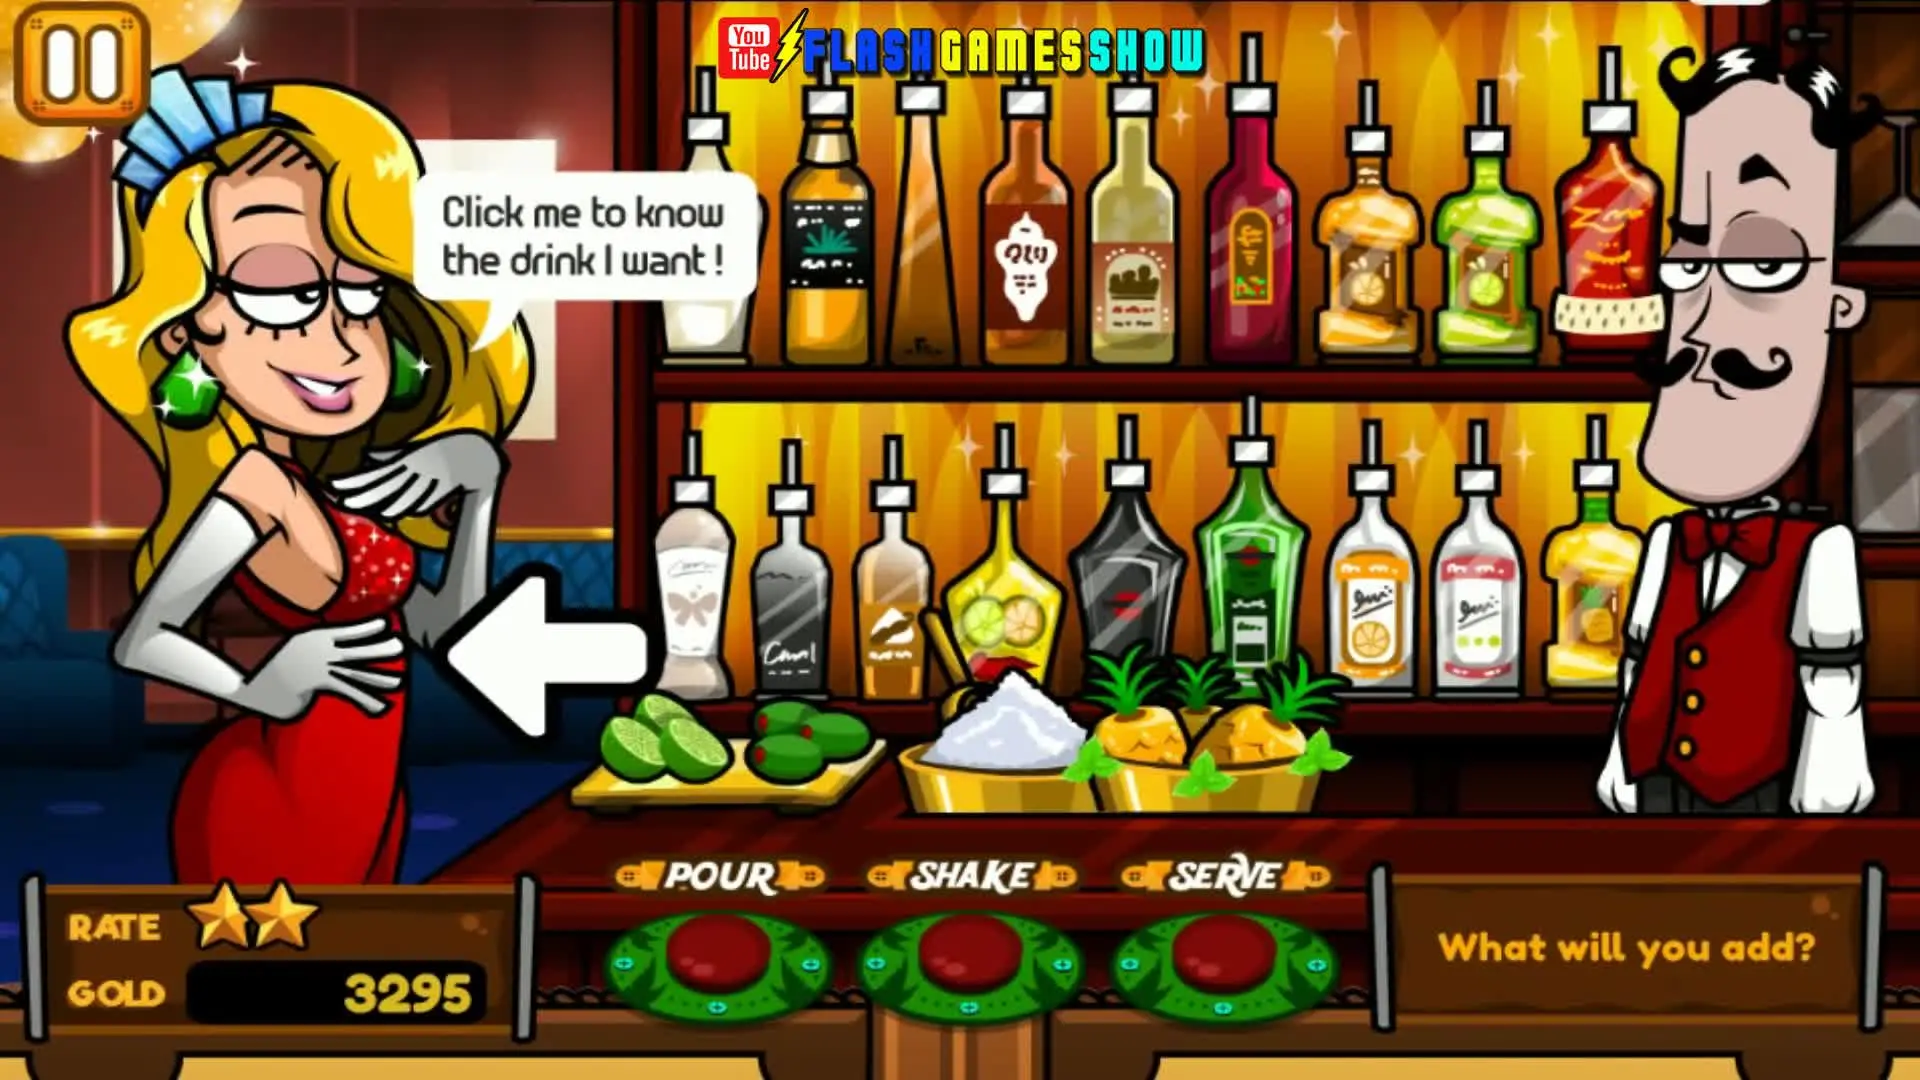 You
Tube
FLASHGAMESSHOW
Click me to know
the drink I want!
POUR
SHAKE
SERVE
RATE
GOLD
3295
What will you add?